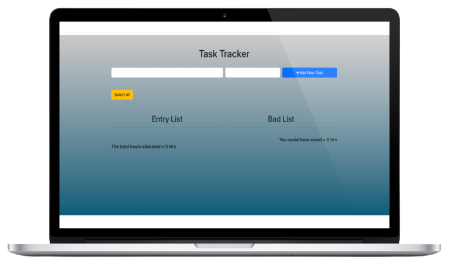 Task Tracker
+Add New Task
Select All
Entry List
Bad List
You could have saved = 0 Hrs
The total hours allocated = 0 Hrs